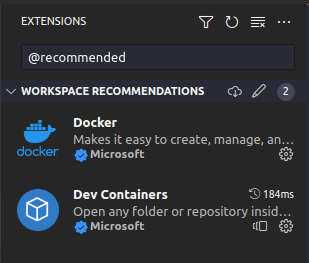 EXTENSIONS
@recommended
WORKSPACE RECOMMENDATIONS 2
Docker
Makes it easy to create, manage, an...
docker
Microsoft
Dev Containers 184ms
Open any folder or repository insid...
Microsoft